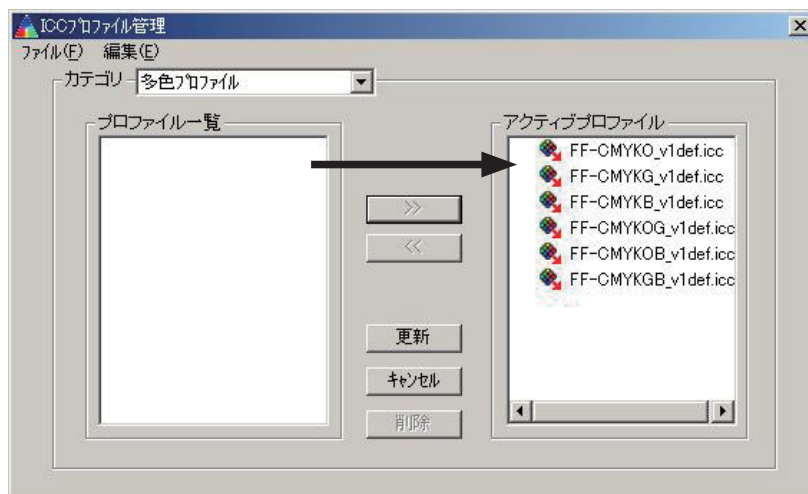 ICCﾌﾟﾛﾌｧｲﾙ管理
ﾌｧｲﾙ(F) 編集(E)
カテゴリ 多色ﾌﾟﾛﾌｧｲﾙ
プロファイル一覧
アクティブプロファイル
FF-CMYKO_v1def.icc
FF-CMYKG_v1def.icc
FF-CMYKB_v1def.icc
FF-CMYKOG_v1def.icc
FF-CMYKOB_v1def.icc
FF-CMYKGB_v1def.icc
>>
<<
更新
ｷｬﾝｾﾙ
削除